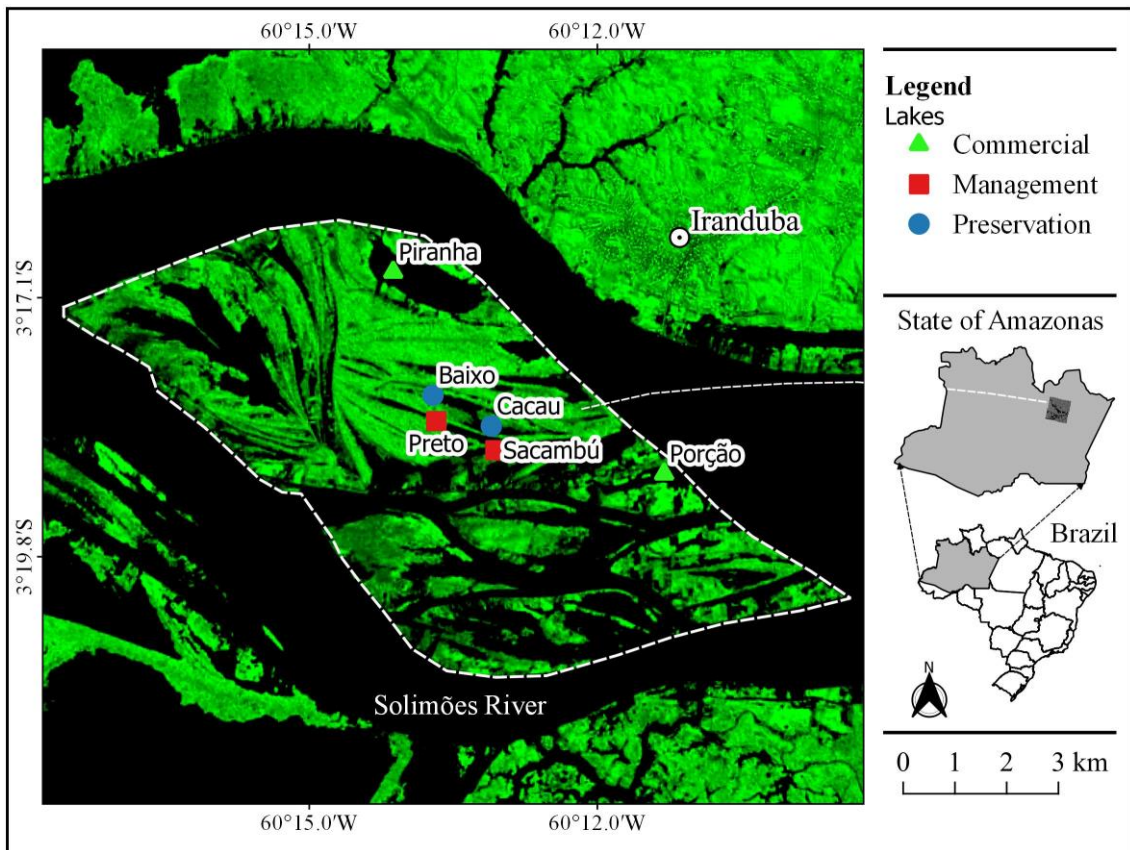 60°15.0'W
60°12.0'W
Legend
Lakes
Commercial
Management
Preservation
Iranduba
Piranha
3°17.1'S
State of Amazonas
Baixo
Cacau
Preto
Sacambú
Porção
Brazil
3°19.8'S
N
Solimões River
0 1 2 3 km
60°15.0'W
60°12.0'W